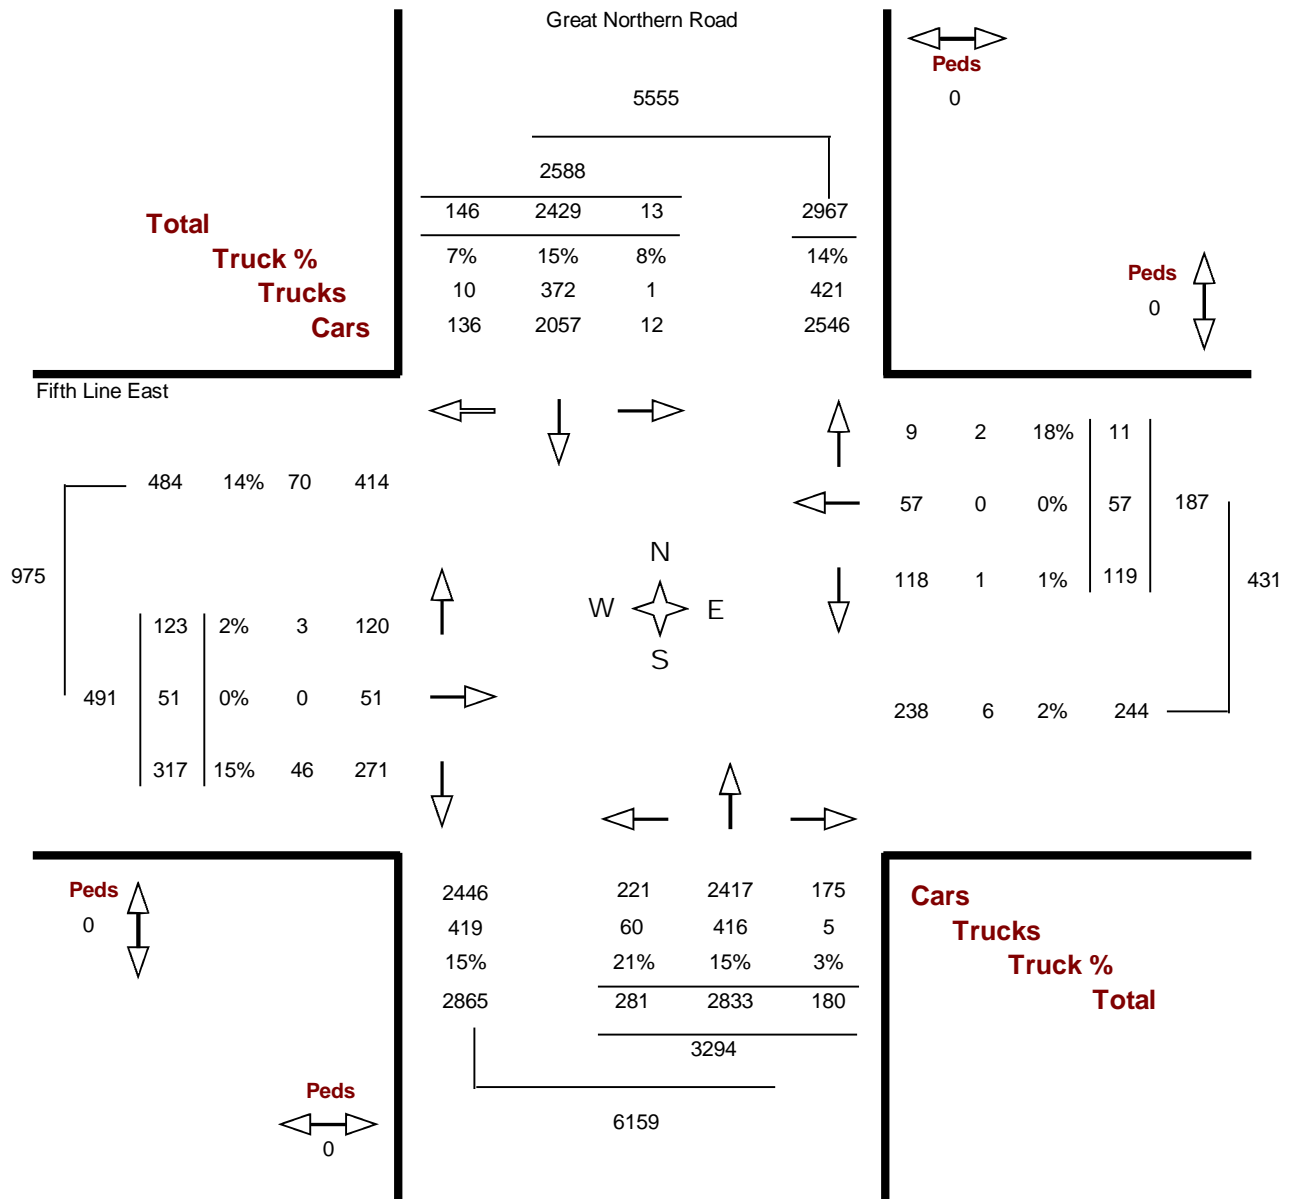 Great Northern Road
Peds
0
5555
2588
146 2429 13 2967
Total
Truck % 7% 15% 8% 14%
Trucks 10 372 1 421
Cars 136 2057 12 2546
Peds
0
Fifth Line East
9 2 18% 11
484 14% 70 414
57 0 0% 57 187
N
975
118 1 1% 119 431
W E
123 2% 3 120
S
491 51 0% 0 51
238 6 2% 244
317 15% 46 271
Peds
0
2446 221 2417 175 Cars
419 60 416 5 Trucks
15% 21% 15% 3% Truck %
2865 281 2833 180 Total
3294
Peds
6159
0